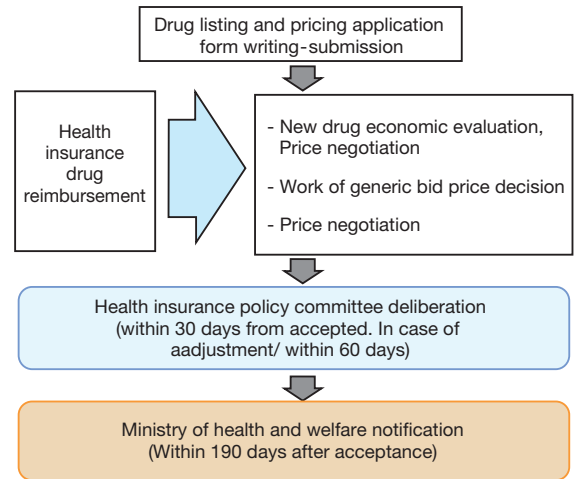 Drug listing and pricing application
form writing-submission
Health
insurance
drug
reimbursement
- New drug economic evaluation,
Price negotiation
- Work of generic bid price decision
- Price negotiation
Health insurance policy committee deliberation
(within 30 days from accepted. In case of
aadjustment/ within 60 days)
Ministry of health and welfare notification
(Within 190 days after acceptance)